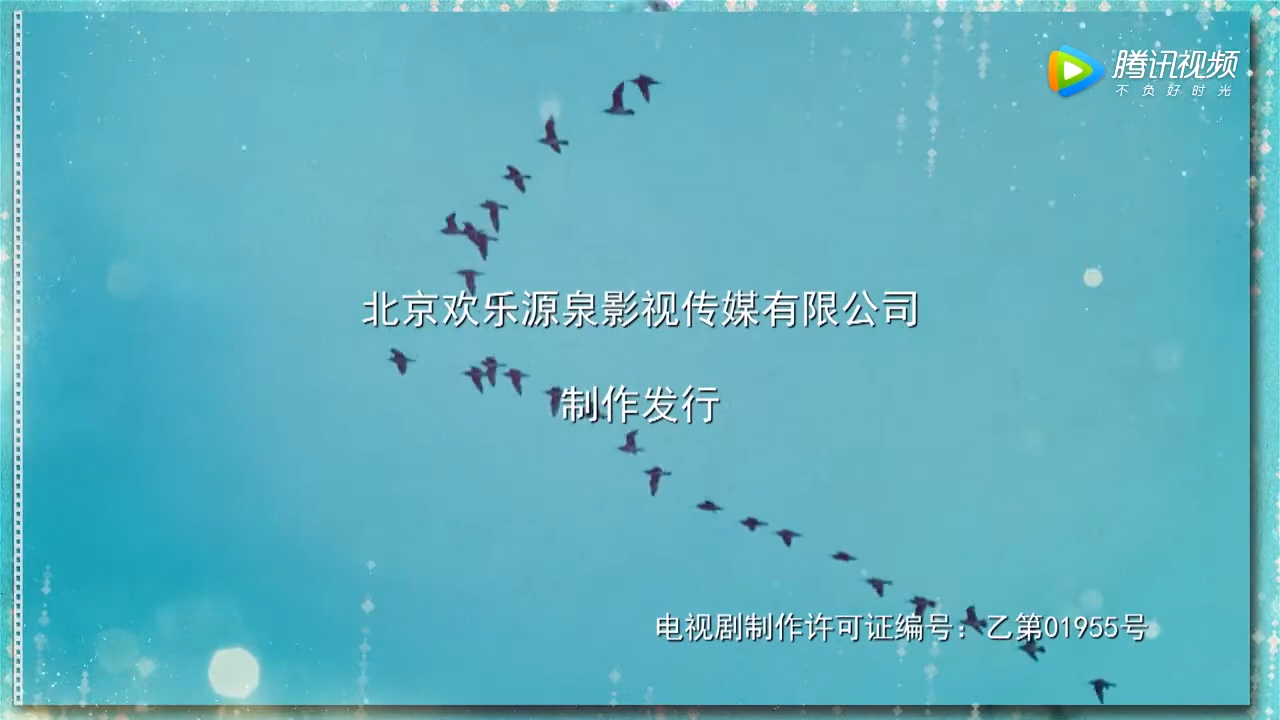 腾讯视频
不负好时光
北京欢乐源泉影视传媒有限公司
制作发行
电视剧制作许可证编号：乙第01955号